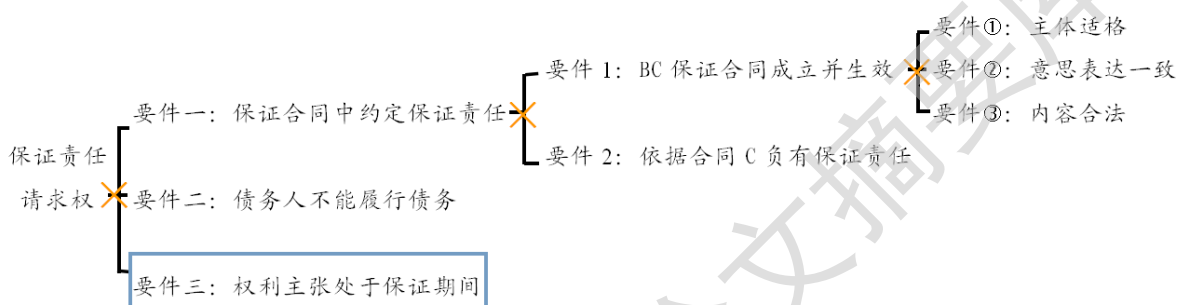 要件①：主体适格
要件 1：BC 保证合同成立并生效
要件②：意思表达一致
要件一：保证合同中约定保证责任
要件③：内容合法
保证责任
要件 2：依据合同 C 负有保证责任
请求权
要件二：债务人不能履行债务
要件三：权利主张处于保证期间
文摘要库